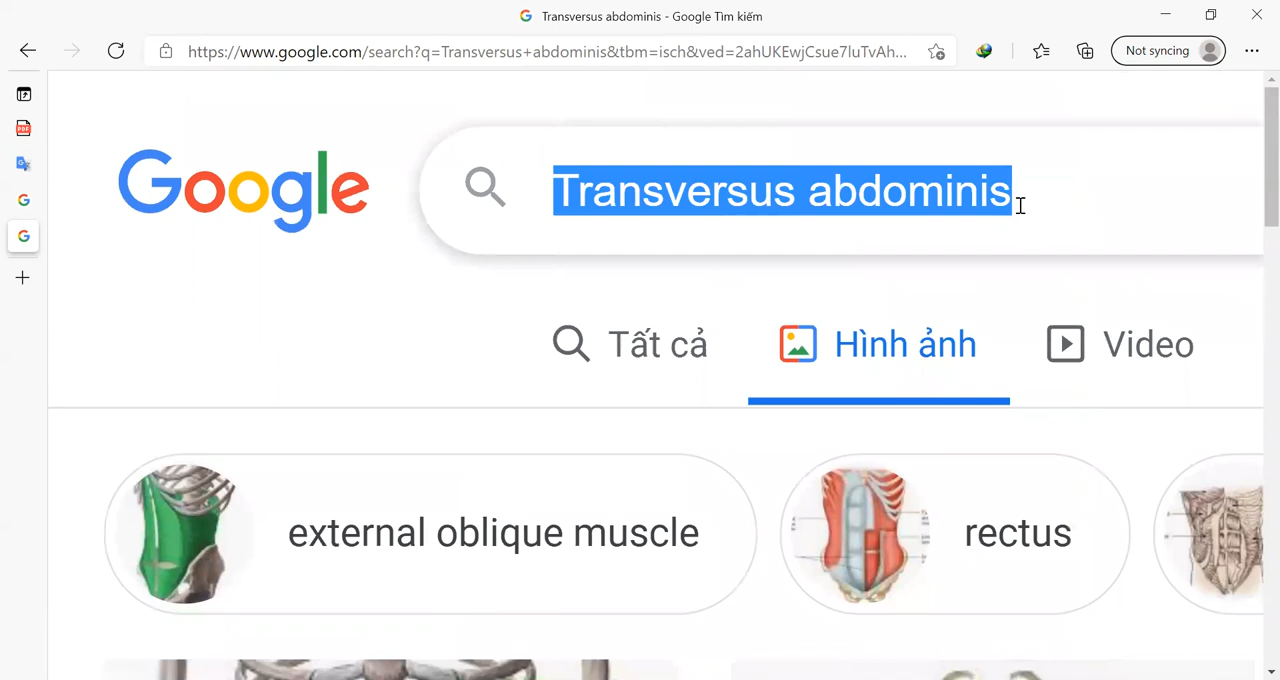 Transversus abdominis - Google Tìm kiếm
https://www.google.com/search?q=Transversus+abdominis&tbm=isch&ved=2ahUKEwjCsue7luTvAh...
Not syncing
PDF
Google
Transversus abdominis
Tất cả
Hình ảnh
Video
external oblique muscle
rectus